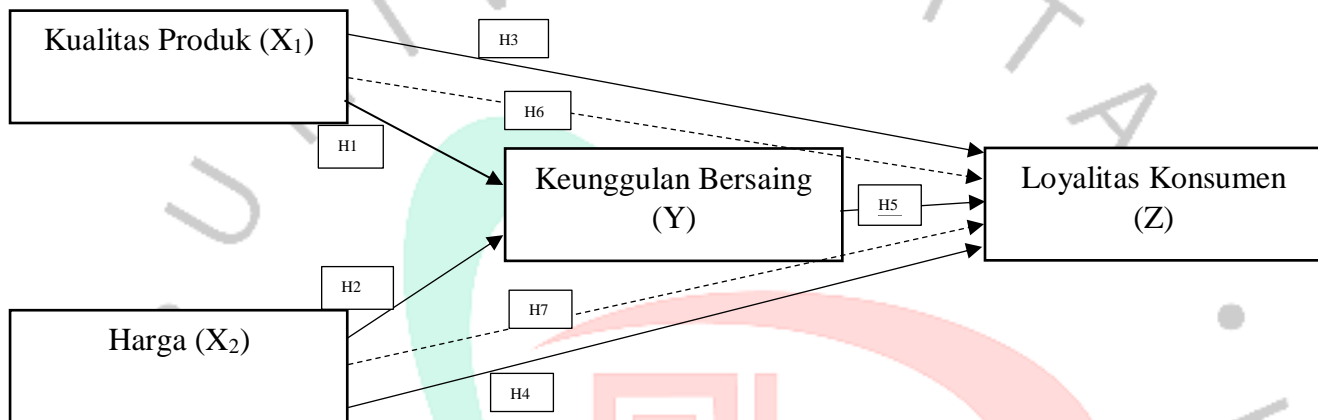 Kualitas Produk (X₁)
H3
H6
H1
Keunggulan Bersaing
(Y)
H5
Loyalitas Konsumen
(Z)
H2
H7
Harga (X₂)
H4